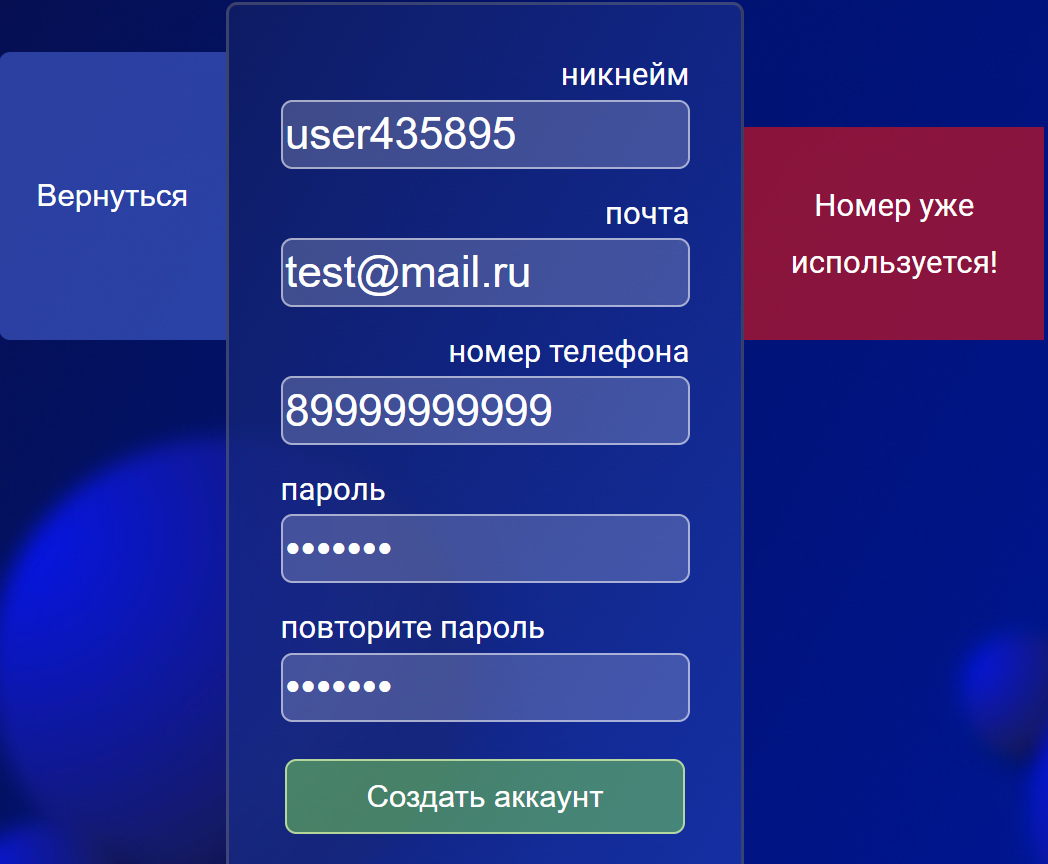 Вернуться
никнейм
user435895
почта
test@mail.ru
номер телефона
89999999999
пароль
•••••••
повторите пароль
•••••••
Создать аккаунт
Номер уже
используется!